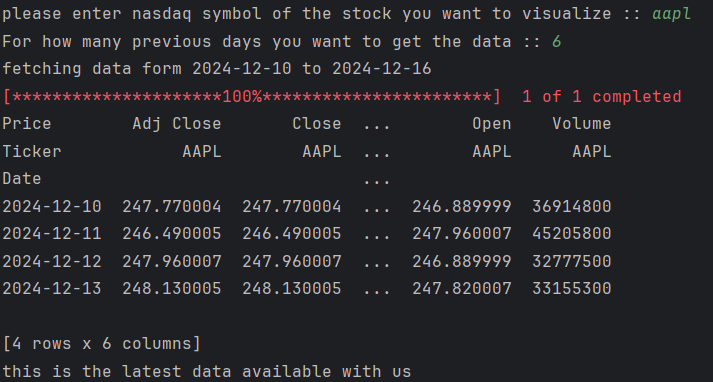 please enter nasdaq symbol of the stock you want to visualize :: aapl
For how many previous days you want to get the data :: 6
fetching data form 2024-12-10 to 2024-12-16
[*********************100%***********************]  1 of 1 completed
Price         Adj Close       Close  ...        Open    Volume
Ticker             AAPL        AAPL  ...        AAPL      AAPL
Date                                 ...
2024-12-10  247.770004  247.770004  ...  246.889999  36914800
2024-12-11  246.490005  246.490005  ...  247.960007  45205800
2024-12-12  247.960007  247.960007  ...  246.889999  32777500
2024-12-13  248.130005  248.130005  ...  247.820007  33155300
[4 rows x 6 columns]
this is the latest data available with us